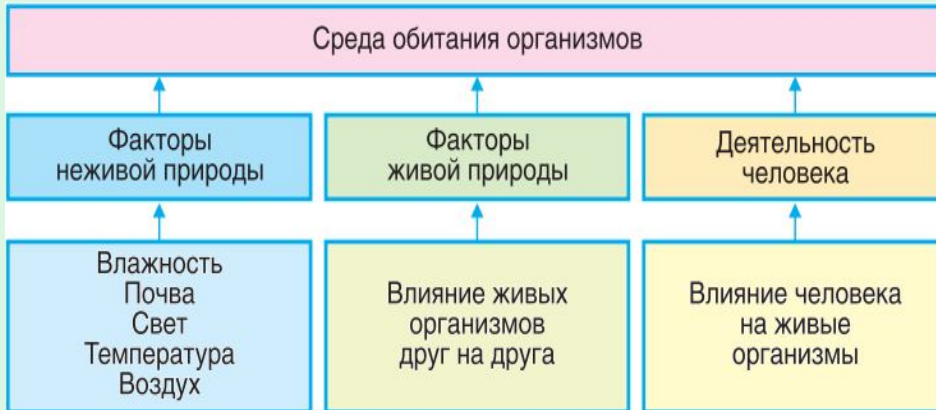 Среда обитания организмов
Факторы
неживой природы
Факторы
живой природы
Деятельность
человека
Влажность
Почва
Свет
Температура
Воздух
Влияние живых
организмов
друг на друга
Влияние человека
на живые
организмы